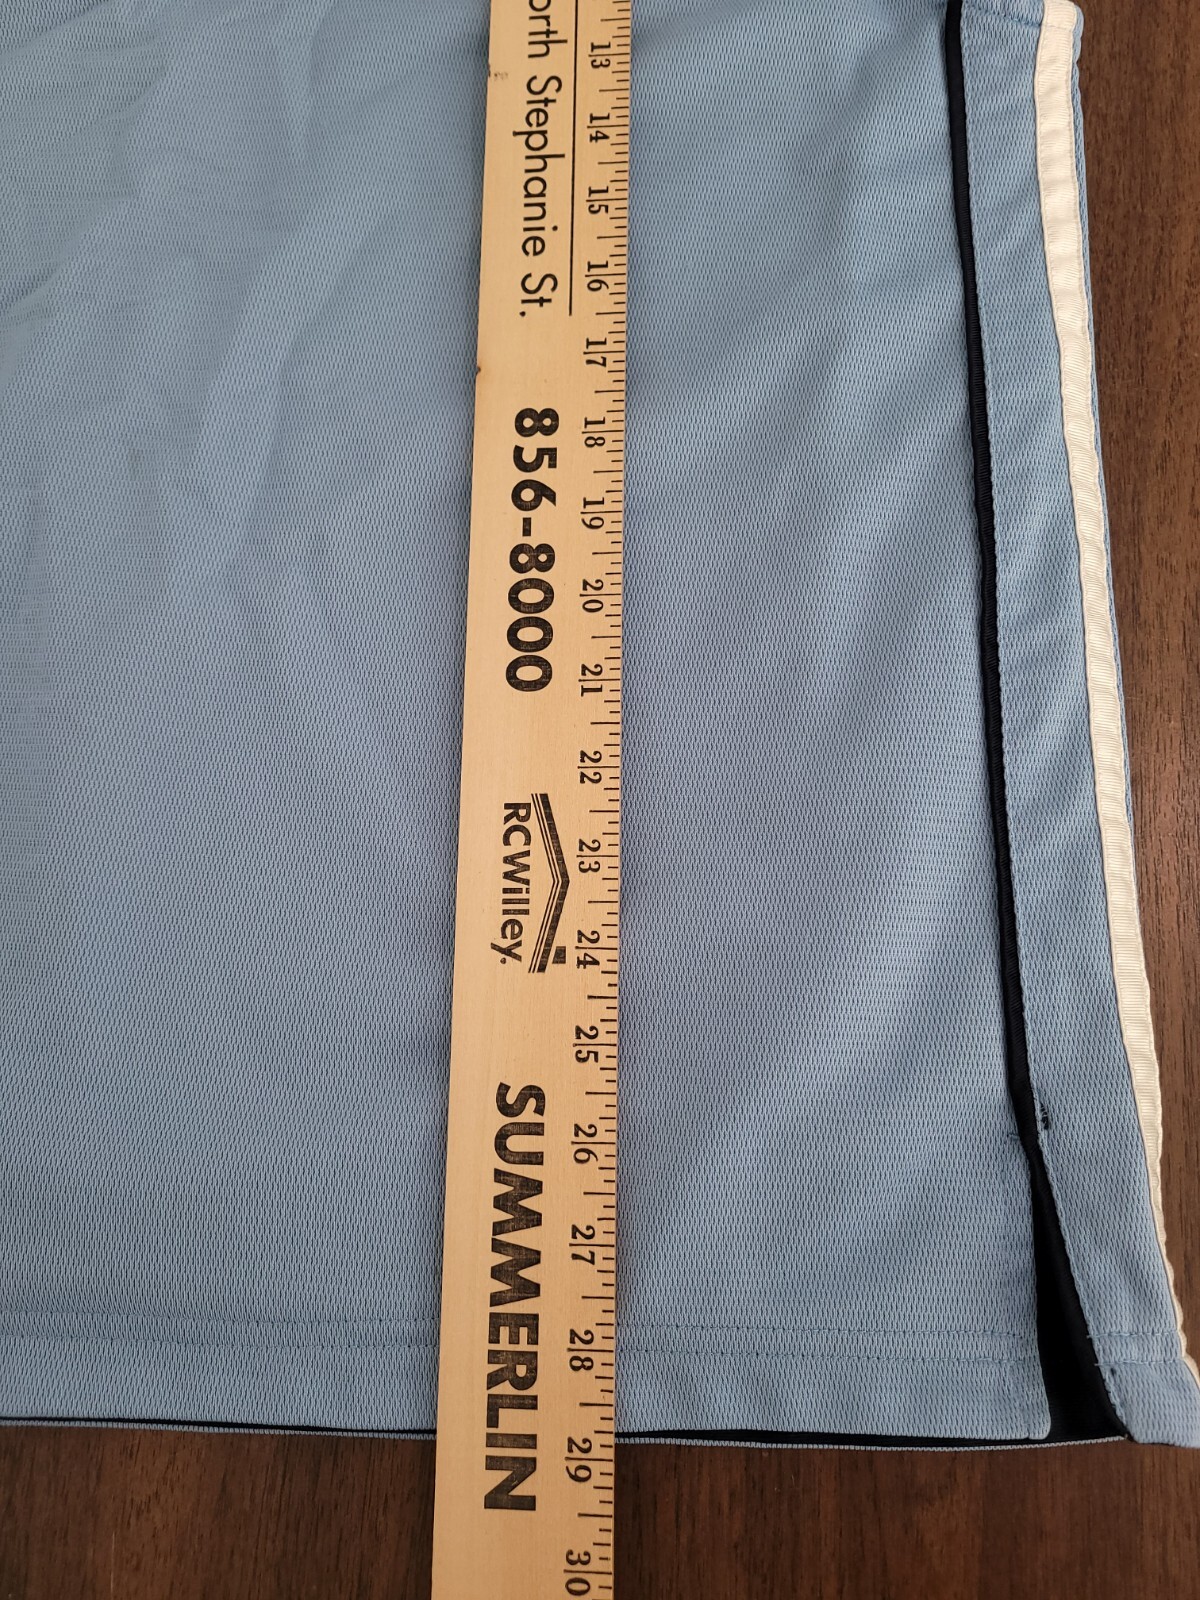 orth Stephanie St.
856-8000
RCWilley.
SUMMERLIN
13 14 15 16 17 18 19 20 21 22 23 24 25 26 27 28 29 30